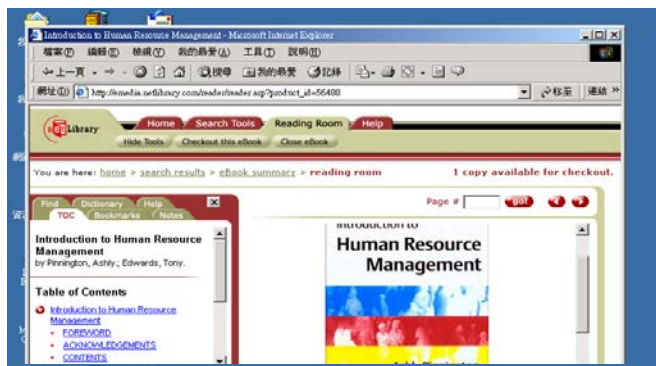 Introduction to Human Resource Management - Microsoft Internet Explorer
檔案(F) 編輯(E) 檢視(V) 我的最愛(A) 工具(T) 說明(H)
上一頁 搜尋 我的最愛 記錄
網址(D) http://emedia.netlibrary.com/reader/reader.asp?product_id=56488 移至 連結 »
netLibrary Home Search Tools Reading Room Help
Hide Tools Checkout this eBook Close eBook
You are here: home > search results > eBook summary > reading room 1 copy available for checkout.
Find Dictionary Help
TOC Bookmarks Notes
Page # go!
Introduction to Human Resource
Management
by Pinnington, Ashly.; Edwards, Tony.
Table of Contents
Introduction to Human Resource
Management
FOREWORD
ACKNOWLEDGEMENTS
CONTENTS
Introduction to
Human Resource
Management